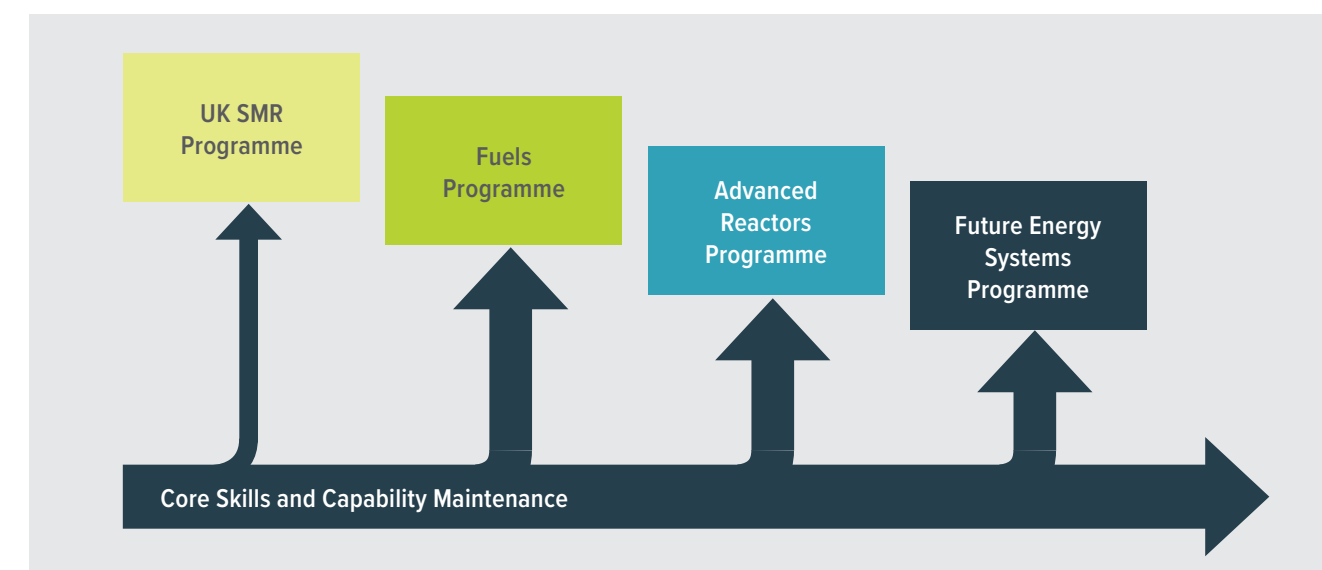 UK SMR
Programme
Fuels
Programme
Advanced
Reactors
Programme
Future Energy
Systems
Programme
Core Skills and Capability Maintenance